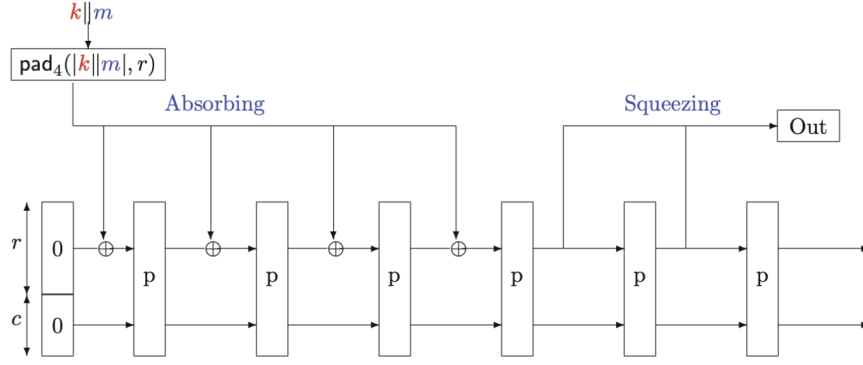 k||m
pad₄(|k||m|, r)
Absorbing
Squeezing
Out
r
0
p
p
p
p
p
p
c
0